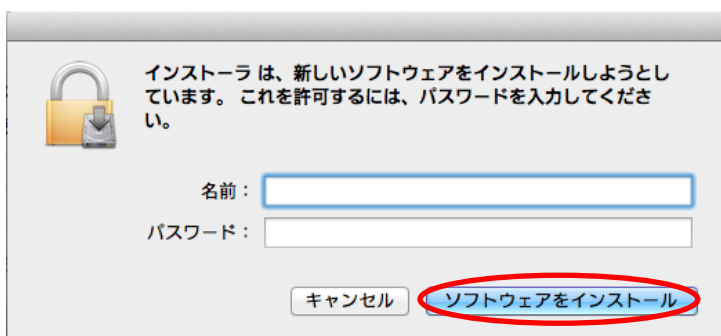 インストーラ は、新しいソフトウェアをインストールしようとし
ています。 これを許可するには、パスワードを入力してくださ
い。
名前：
パスワード：
キャンセル ソフトウェアをインストール